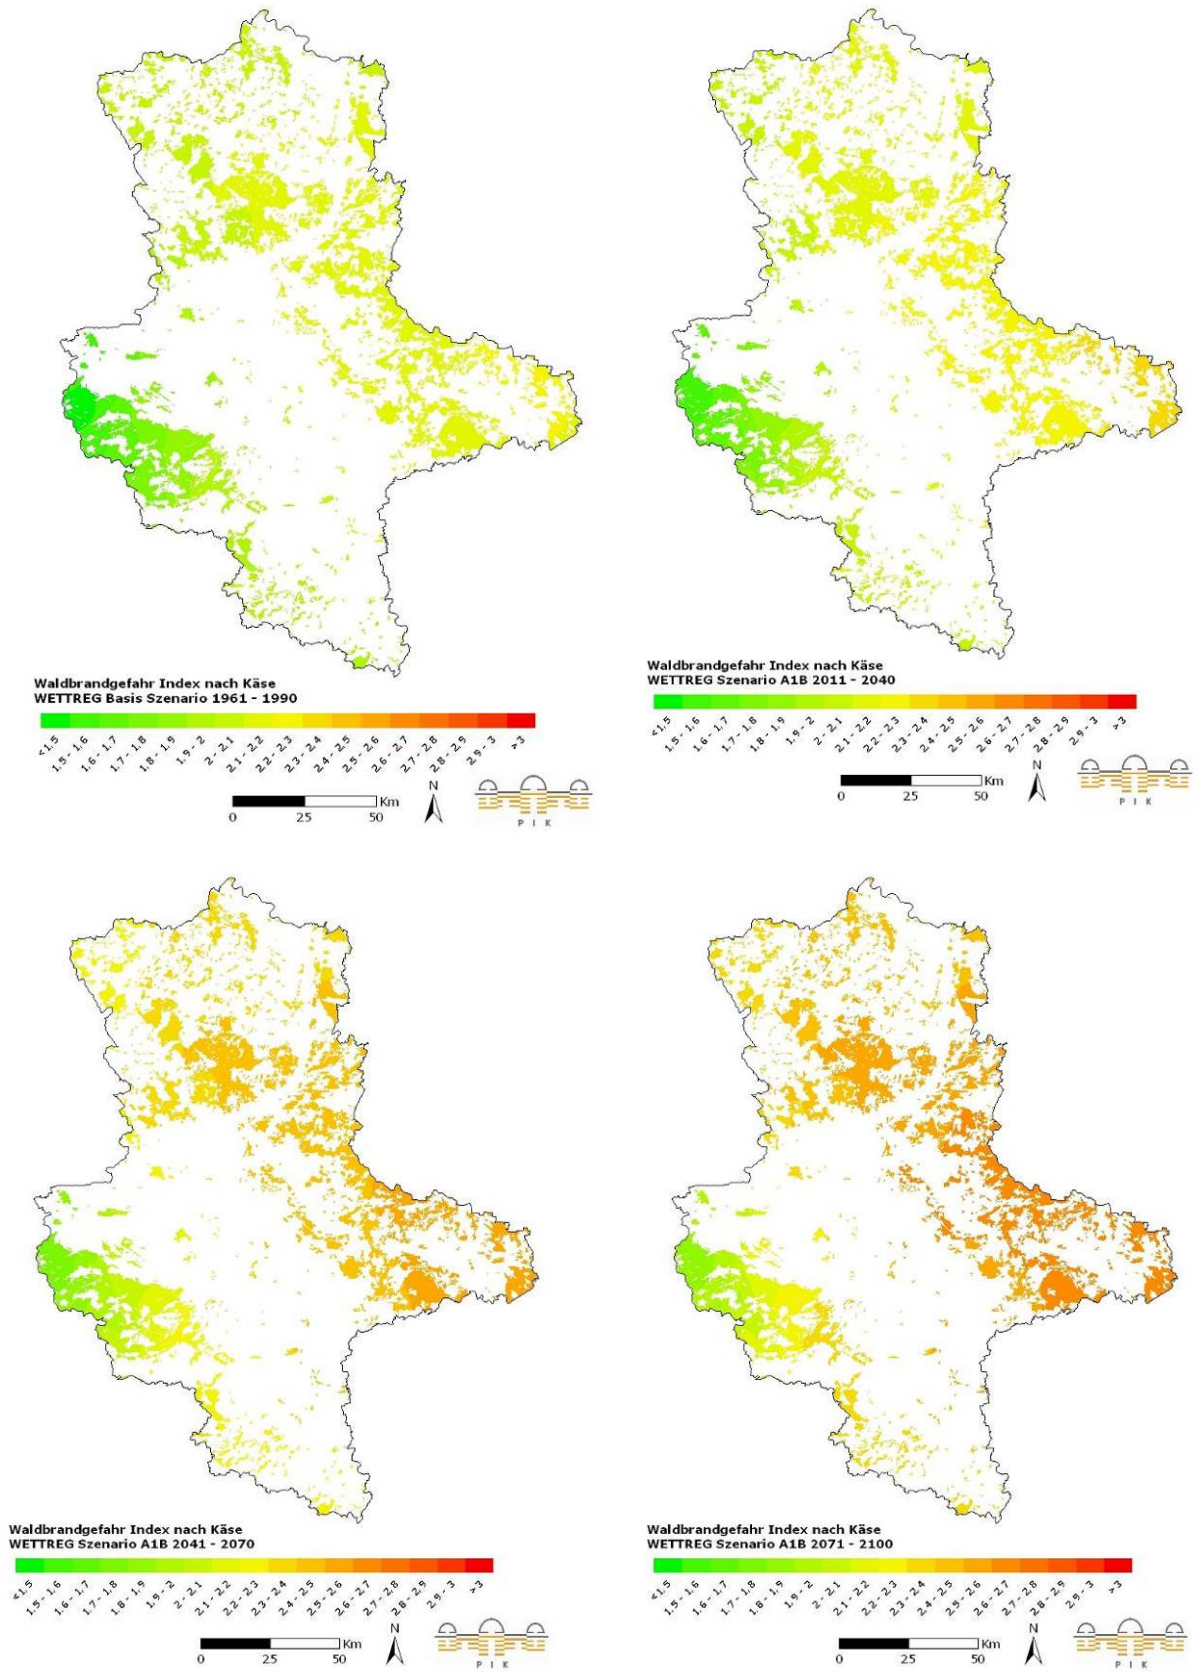 Waldbrandgefahr Index nach Käse
WETTREG Basis Szenario 1961 - 1990
<1,5 1,5 - 1,6 1,6 - 1,7 1,7 - 1,8 1,8 - 1,9 1,9 - 2 2 - 2,1 2,1 - 2,2 2,2 - 2,3 2,3 - 2,4 2,4 - 2,5 2,5 - 2,6 2,6 - 2,7 2,7 - 2,8 2,8 - 2,9 2,9 - 3 >3
N
Km
0 25 50
P I K
Waldbrandgefahr Index nach Käse
WETTREG Szenario A1B 2011 - 2040
<1,5 1,5 - 1,6 1,6 - 1,7 1,7 - 1,8 1,8 - 1,9 1,9 - 2 2 - 2,1 2,1 - 2,2 2,2 - 2,3 2,3 - 2,4 2,4 - 2,5 2,5 - 2,6 2,6 - 2,7 2,7 - 2,8 2,8 - 2,9 2,9 - 3 >3
N
Km
0 25 50
P I K
Waldbrandgefahr Index nach Käse
WETTREG Szenario A1B 2041 - 2070
<1,5 1,5 - 1,6 1,6 - 1,7 1,7 - 1,8 1,8 - 1,9 1,9 - 2 2 - 2,1 2,1 - 2,2 2,2 - 2,3 2,3 - 2,4 2,4 - 2,5 2,5 - 2,6 2,6 - 2,7 2,7 - 2,8 2,8 - 2,9 2,9 - 3 >3
N
Km
0 25 50
P I K
Waldbrandgefahr Index nach Käse
WETTREG Szenario A1B 2071 - 2100
<1,5 1,5 - 1,6 1,6 - 1,7 1,7 - 1,8 1,8 - 1,9 1,9 - 2 2 - 2,1 2,1 - 2,2 2,2 - 2,3 2,3 - 2,4 2,4 - 2,5 2,5 - 2,6 2,6 - 2,7 2,7 - 2,8 2,8 - 2,9 2,9 - 3 >3
N
Km
0 25 50
P I K